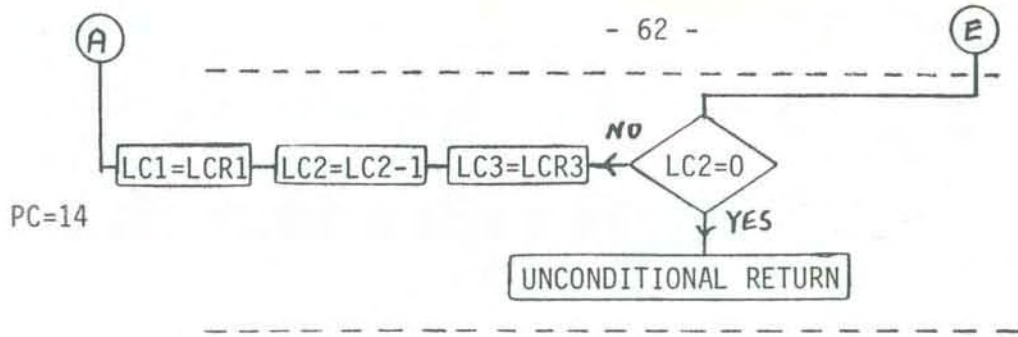 - 62 -
A
E
NO
LC1=LCR1
LC2=LC2-1
LC3=LCR3
LC2=0
PC=14
YES
UNCONDITIONAL RETURN